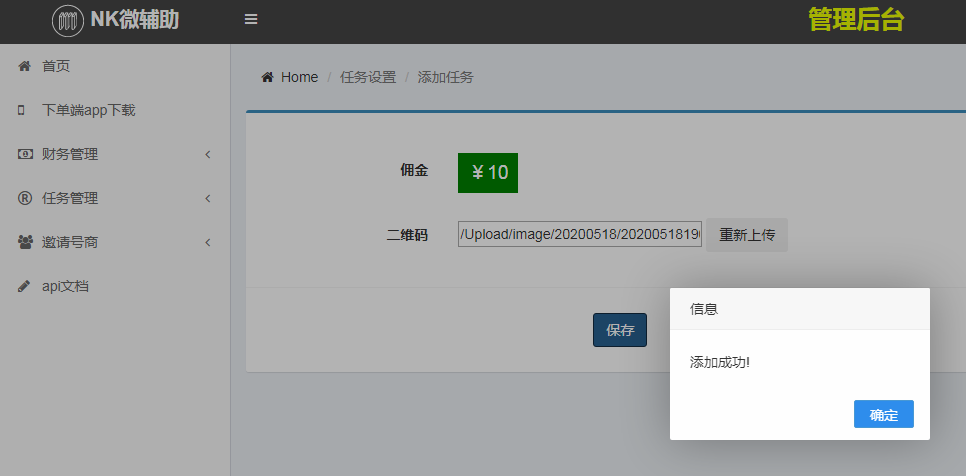 NK微辅助
管理后台
首页
下单端app下载
财务管理
任务管理
邀请号商
api文档
Home / 任务设置 / 添加任务
佣金
¥ 10
二维码
/Upload/image/20200518/2020051819
重新上传
保存
信息
添加成功!
确定